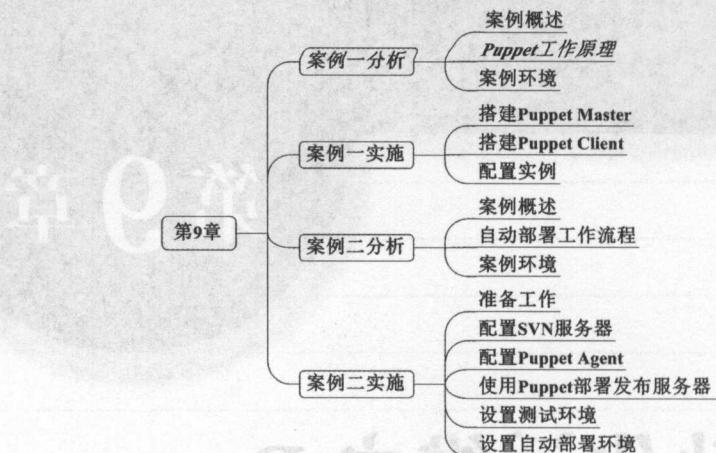 案例概述
Puppet工作原理
案例一分析
案例环境
搭建Puppet Master
搭建Puppet Client
案例一实施
配置实例
第9章
案例概述
自动部署工作流程
案例二分析
案例环境
准备工作
配置SVN服务器
配置Puppet Agent
案例二实施
使用Puppet部署发布服务器
设置测试环境
设置自动部署环境